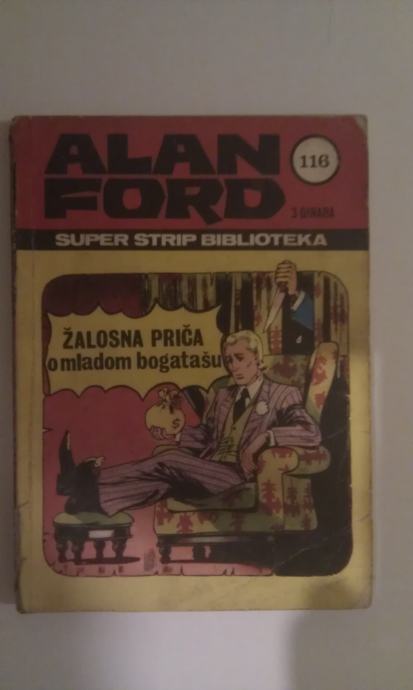 ALAN
FORD
116
3 DINARA
SUPER STRIP BIBLIOTEKA
ŽALOSNA PRIČA
o mladom bogatašu
$